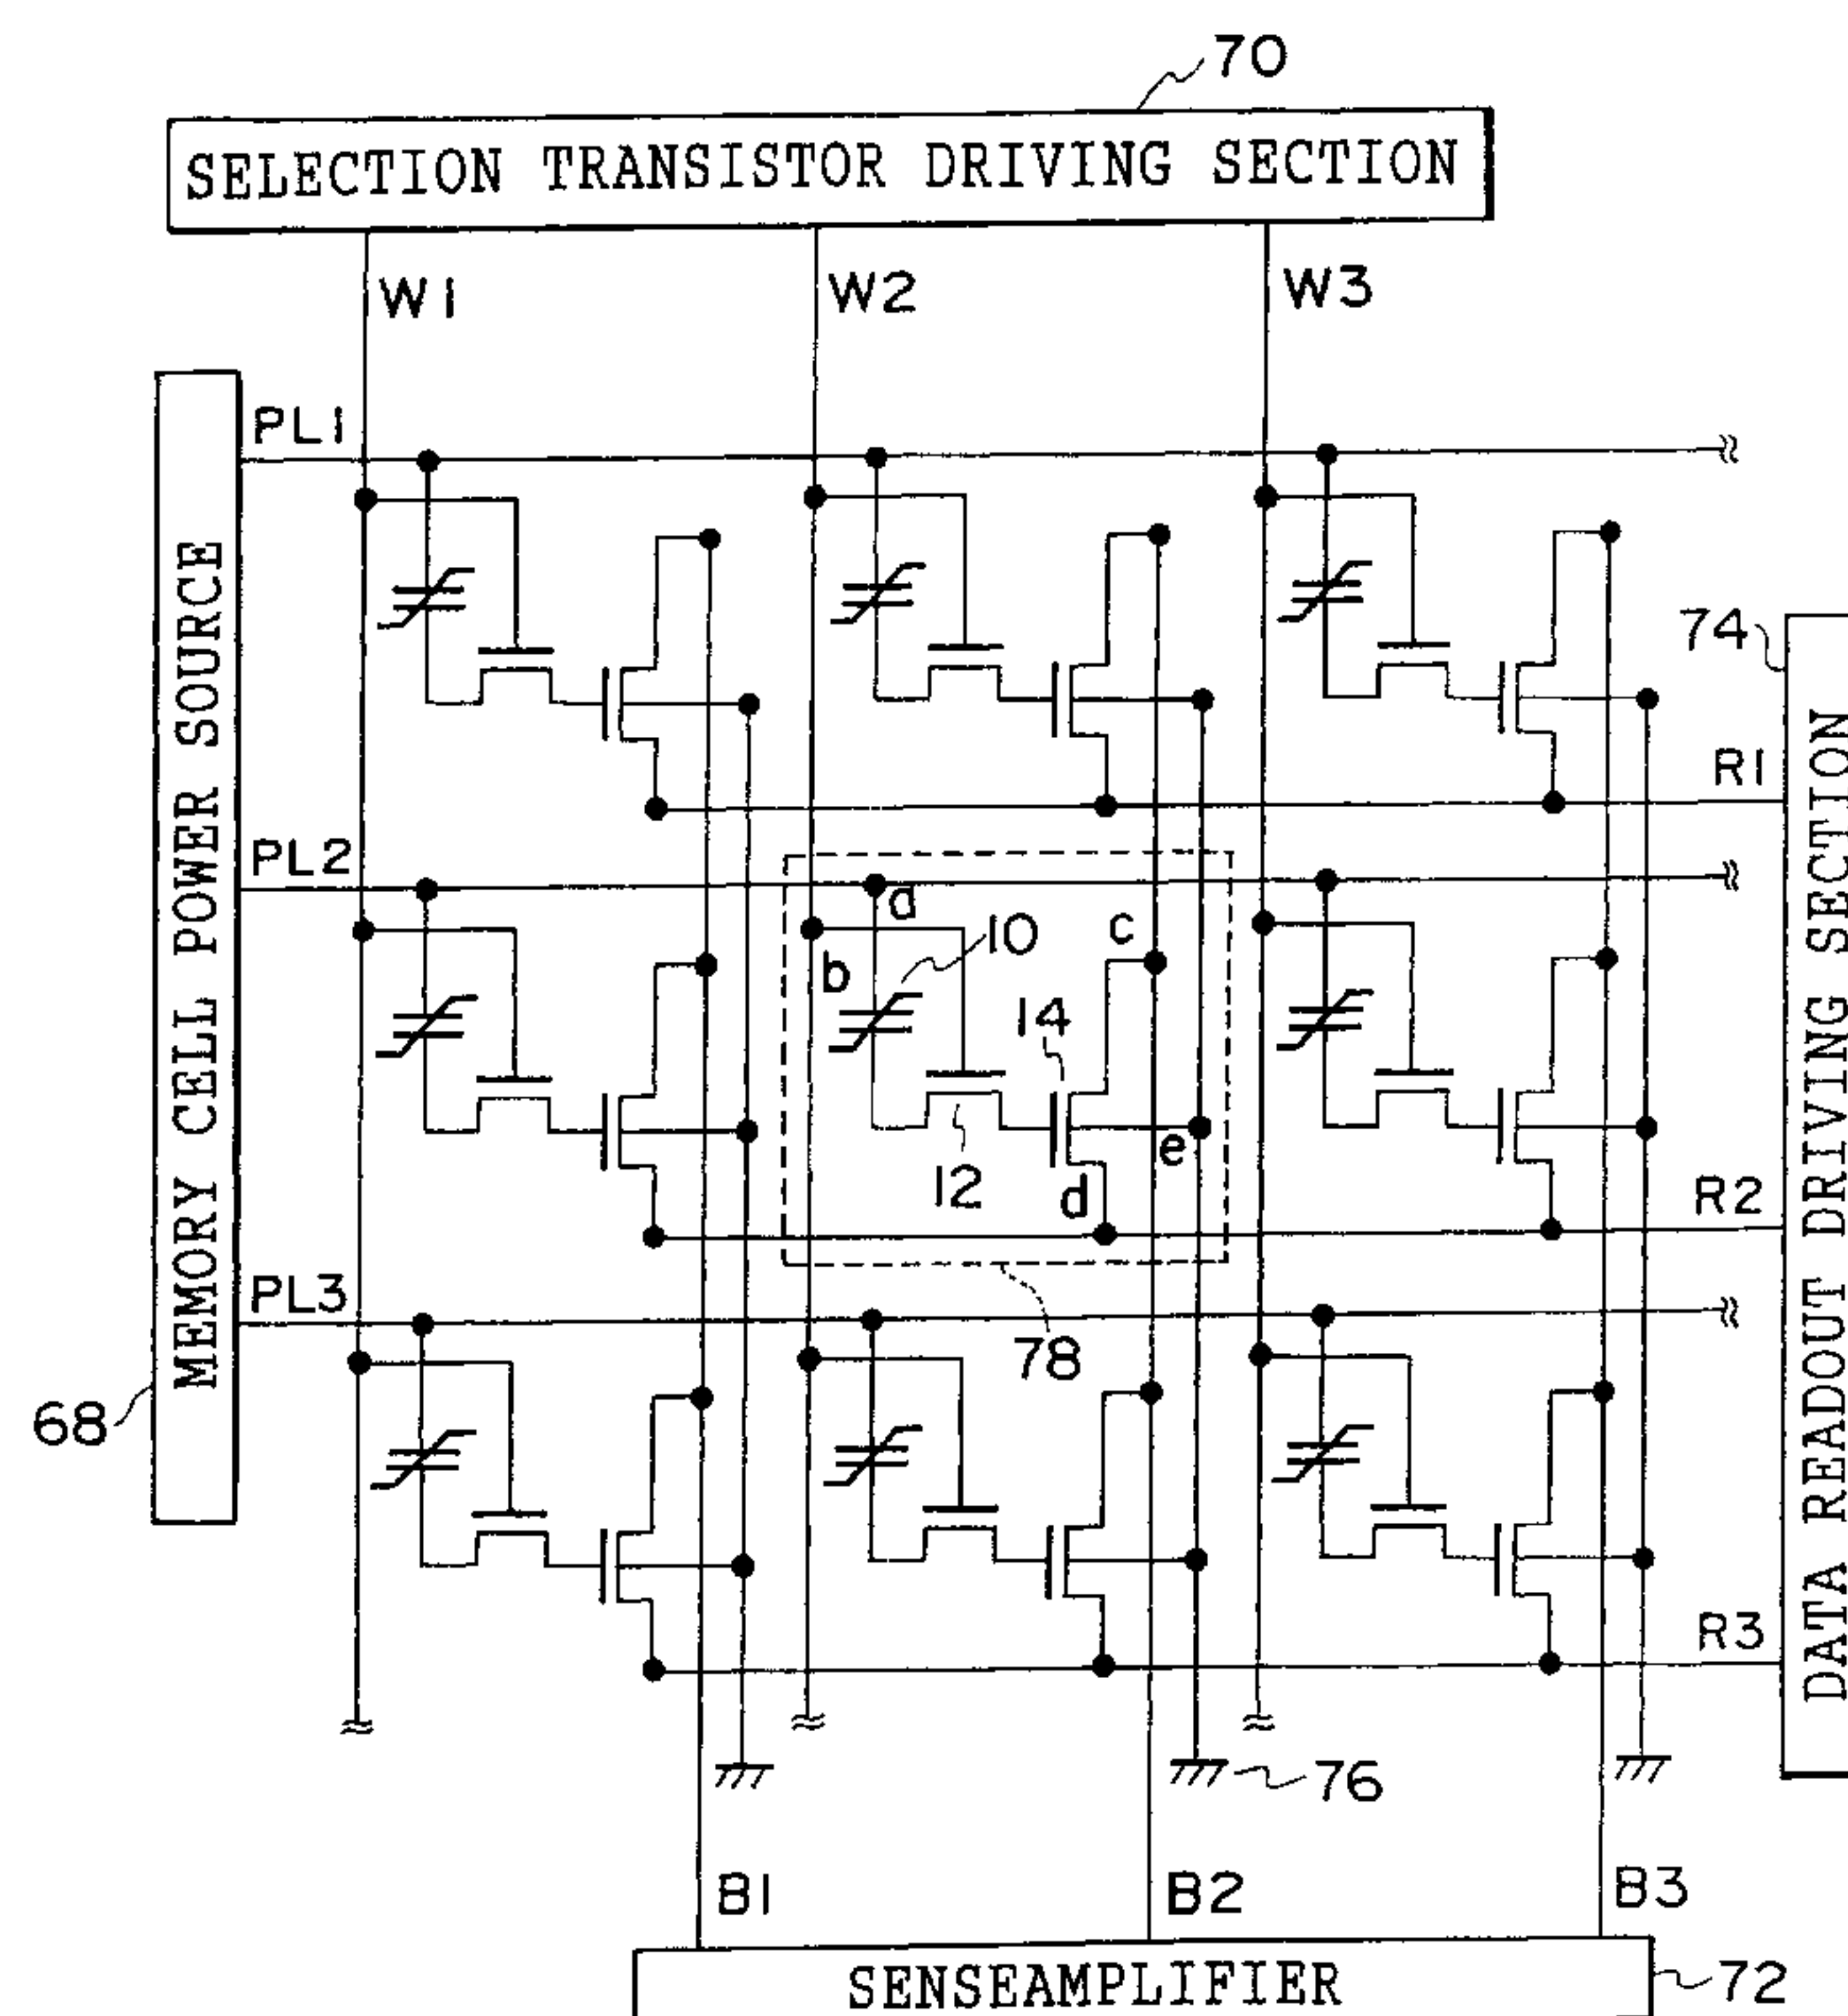 70
SELECTION TRANSISTOR DRIVING SECTION
W1
W2
W3
PL1
74
R1
PL2
a
10
c
b
14
e
12
d
R2
PL3
78
68
MEMORY CELL POWER SOURCE
DATA READOUT DRIVING SECTION
R3
76
B1
B2
B3
SENSEAMPLIFIER
72